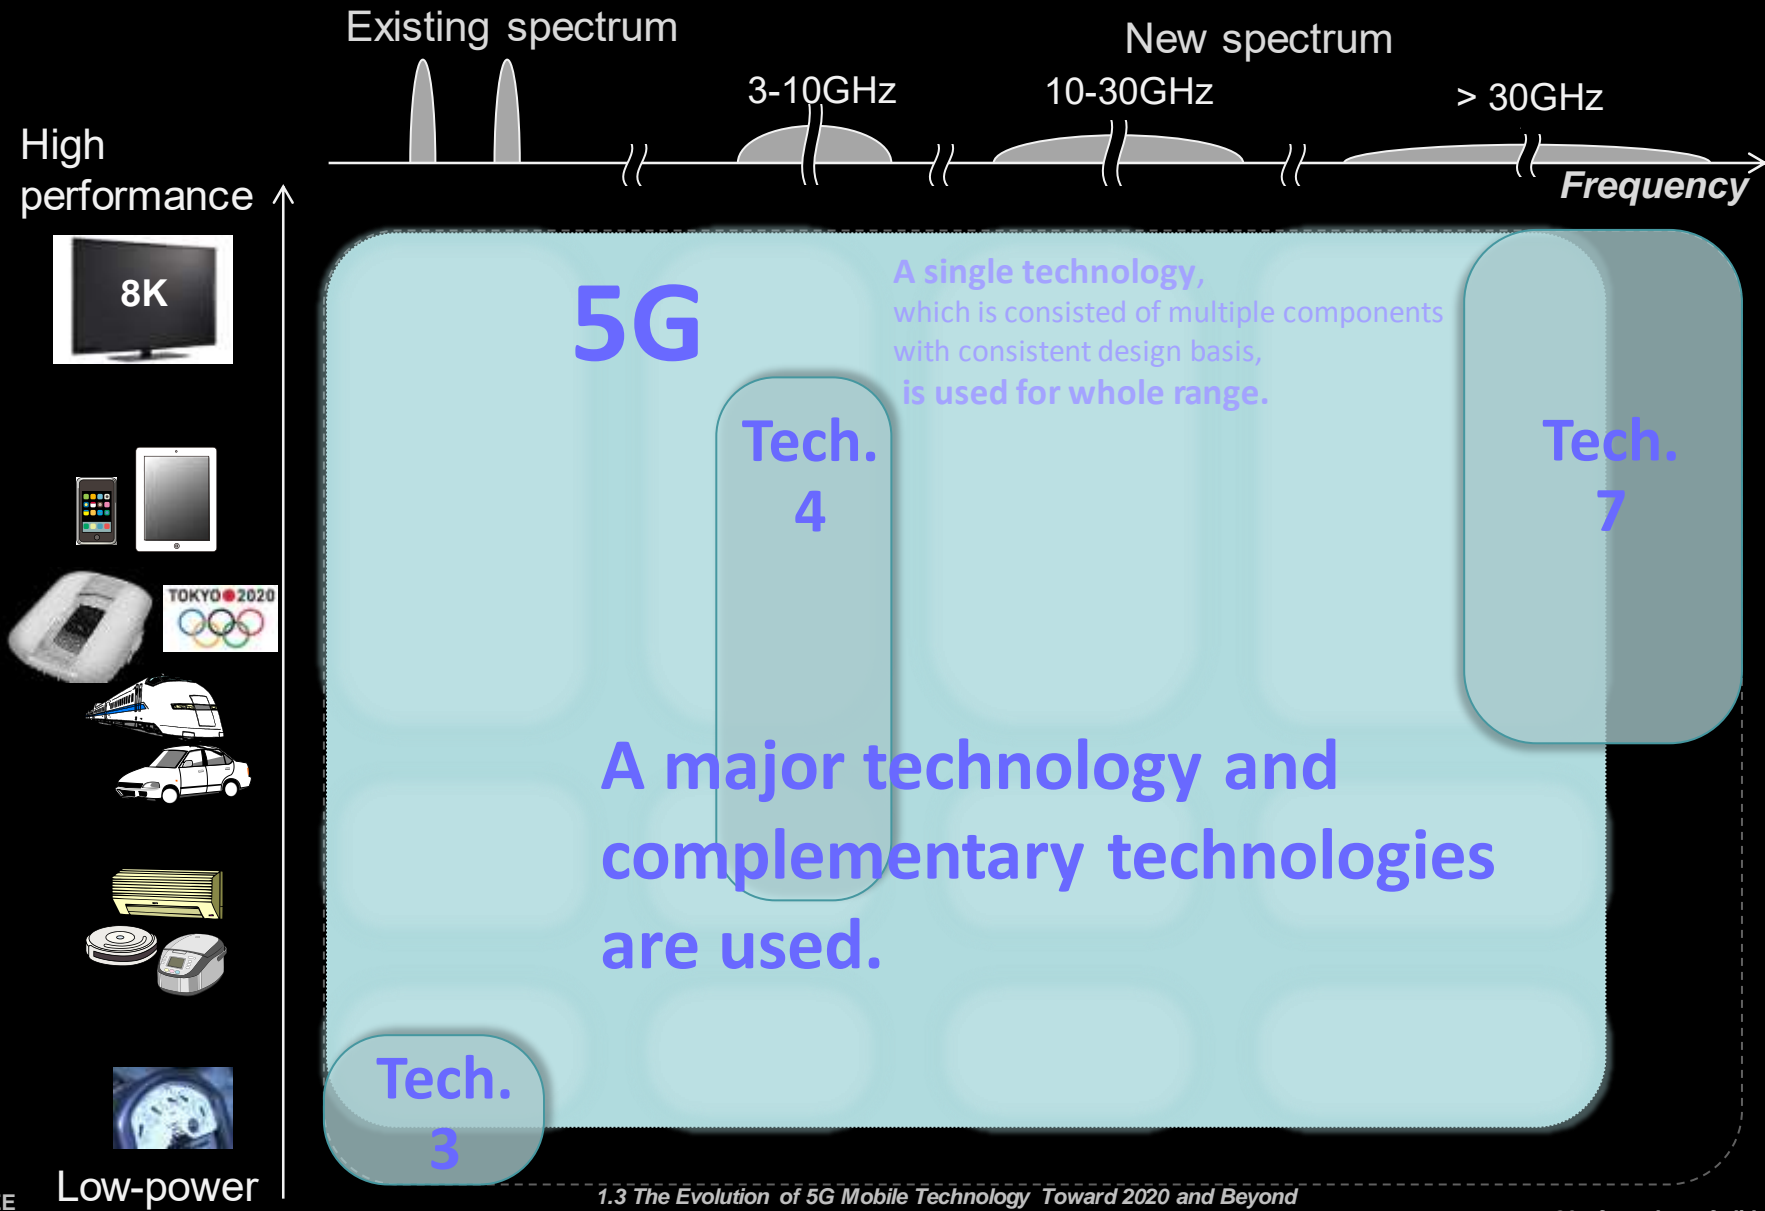 Existing spectrum
New spectrum
3-10GHz
10-30GHz
> 30GHz
High
performance
Frequency
8K
5G
A single technology,
which is consisted of multiple components
with consistent design basis,
is used for whole range.
Tech.
4
Tech.
7
TOKYO 2020
A major technology and
complementary technologies
are used.
Tech.
3
Low-power
1.3 The Evolution of 5G Mobile Technology Toward 2020 and Beyond